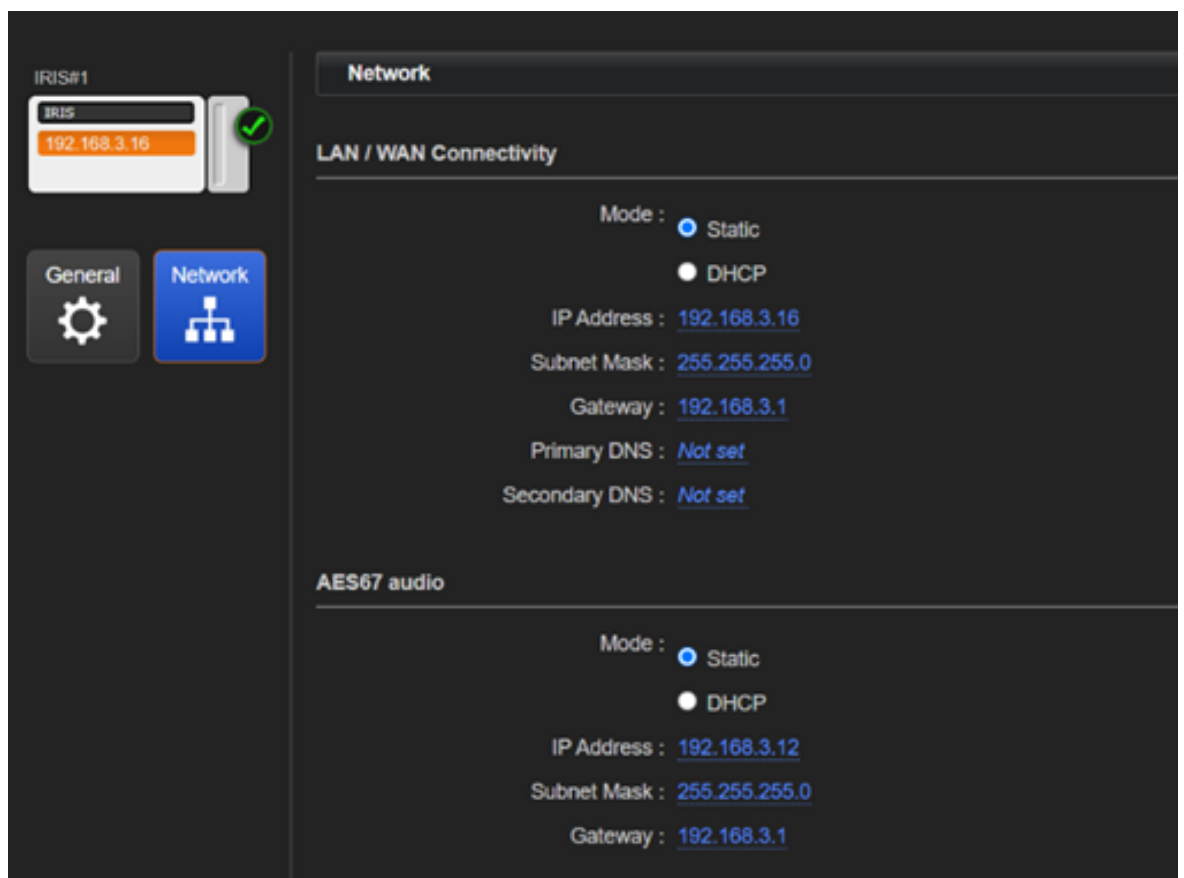 IRIS#1
IRIS
192.168.3.16
General
Network
Network
LAN / WAN Connectivity
Mode :
Static
DHCP
IP Address : 192.168.3.16
Subnet Mask : 255.255.255.0
Gateway : 192.168.3.1
Primary DNS : Not set
Secondary DNS : Not set
AES67 audio
Mode :
Static
DHCP
IP Address : 192.168.3.12
Subnet Mask : 255.255.255.0
Gateway : 192.168.3.1